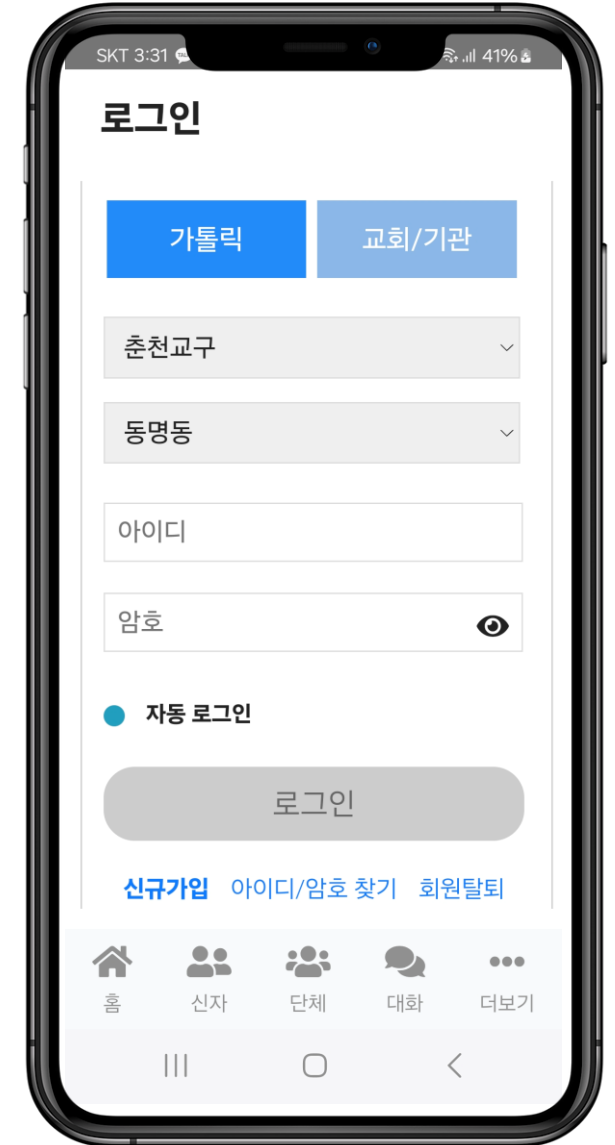 SKT 3:31
41%
로그인
가톨릭
교회/기관
춘천교구
동명동
아이디
암호
자동 로그인
로그인
신규가입 아이디/암호 찾기 회원탈퇴
홈 신자 단체 대화 더보기